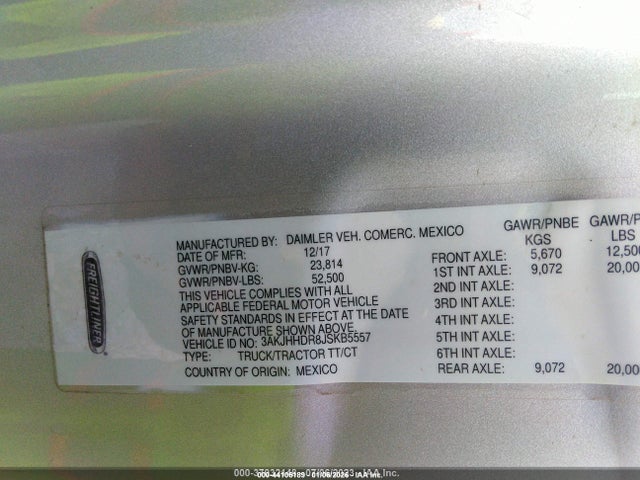 FREIGHTLINER
MANUFACTURED BY: DAIMLER VEH. COMERC. MEXICO
DATE OF MFR: 12/17
GVWR/PNBV-KG: 23,814
GVWR/PNBV-LBS: 52,500
THIS VEHICLE COMPLIES WITH ALL
APPLICABLE FEDERAL MOTOR VEHICLE
SAFETY STANDARDS IN EFFECT AT THE DATE
OF MANUFACTURE SHOWN ABOVE.
VEHICLE ID NO: 3AKJHHDR8JSKB5557
TYPE: TRUCK/TRACTOR TT/CT
COUNTRY OF ORIGIN: MEXICO
GAWR/PNBE GAWR/P
KGS LBS
FRONT AXLE: 5,670 12,500
1ST INT AXLE: 9,072 20,00
2ND INT AXLE:
3RD INT AXLE:
4TH INT AXLE:
5TH INT AXLE:
6TH INT AXLE:
REAR AXLE: 9,072 20,00
IAA Inc.